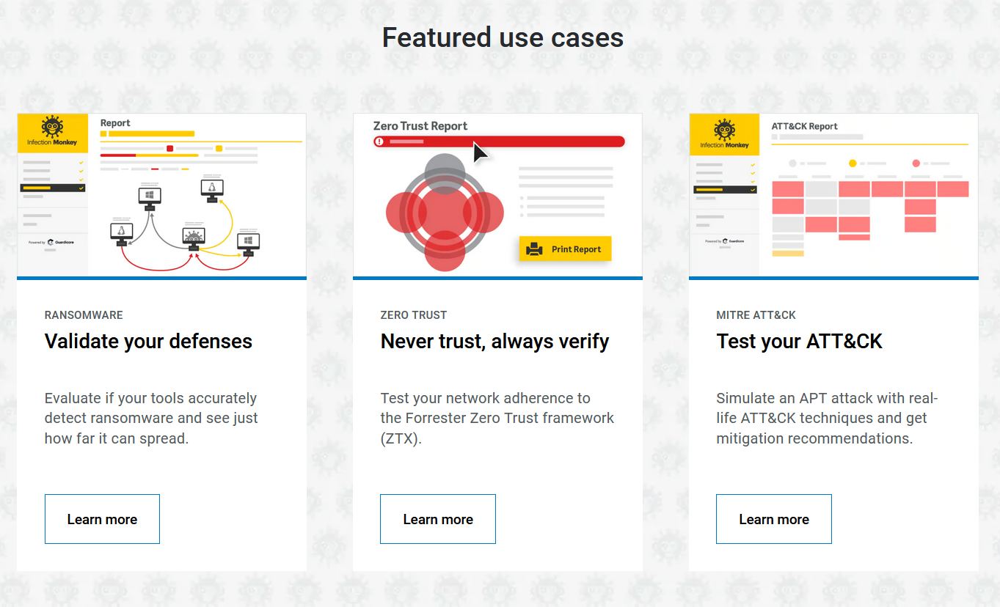 Featured use cases
Infection Monkey
Report
Powered by Guardicore
RANSOMWARE
Validate your defenses
Evaluate if your tools accurately
detect ransomware and see just
how far it can spread.
Learn more
Zero Trust Report
Print Report
ZERO TRUST
Never trust, always verify
Test your network adherence to
the Forrester Zero Trust framework
(ZTX).
Learn more
Infection Monkey
ATT&CK Report
Powered by Guardicore
MITRE ATT&CK
Test your ATT&CK
Simulate an APT attack with real-
life ATT&CK techniques and get
mitigation recommendations.
Learn more